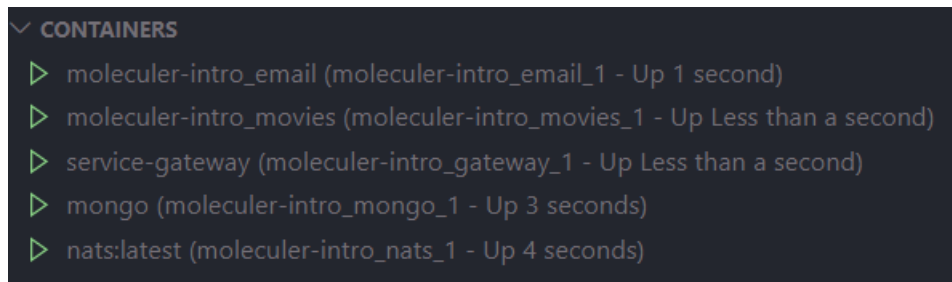 CONTAINERS
moleculer-intro_email (moleculer-intro_email_1 - Up 1 second)
moleculer-intro_movies (moleculer-intro_movies_1 - Up Less than a second)
service-gateway (moleculer-intro_gateway_1 - Up Less than a second)
mongo (moleculer-intro_mongo_1 - Up 3 seconds)
nats:latest (moleculer-intro_nats_1 - Up 4 seconds)